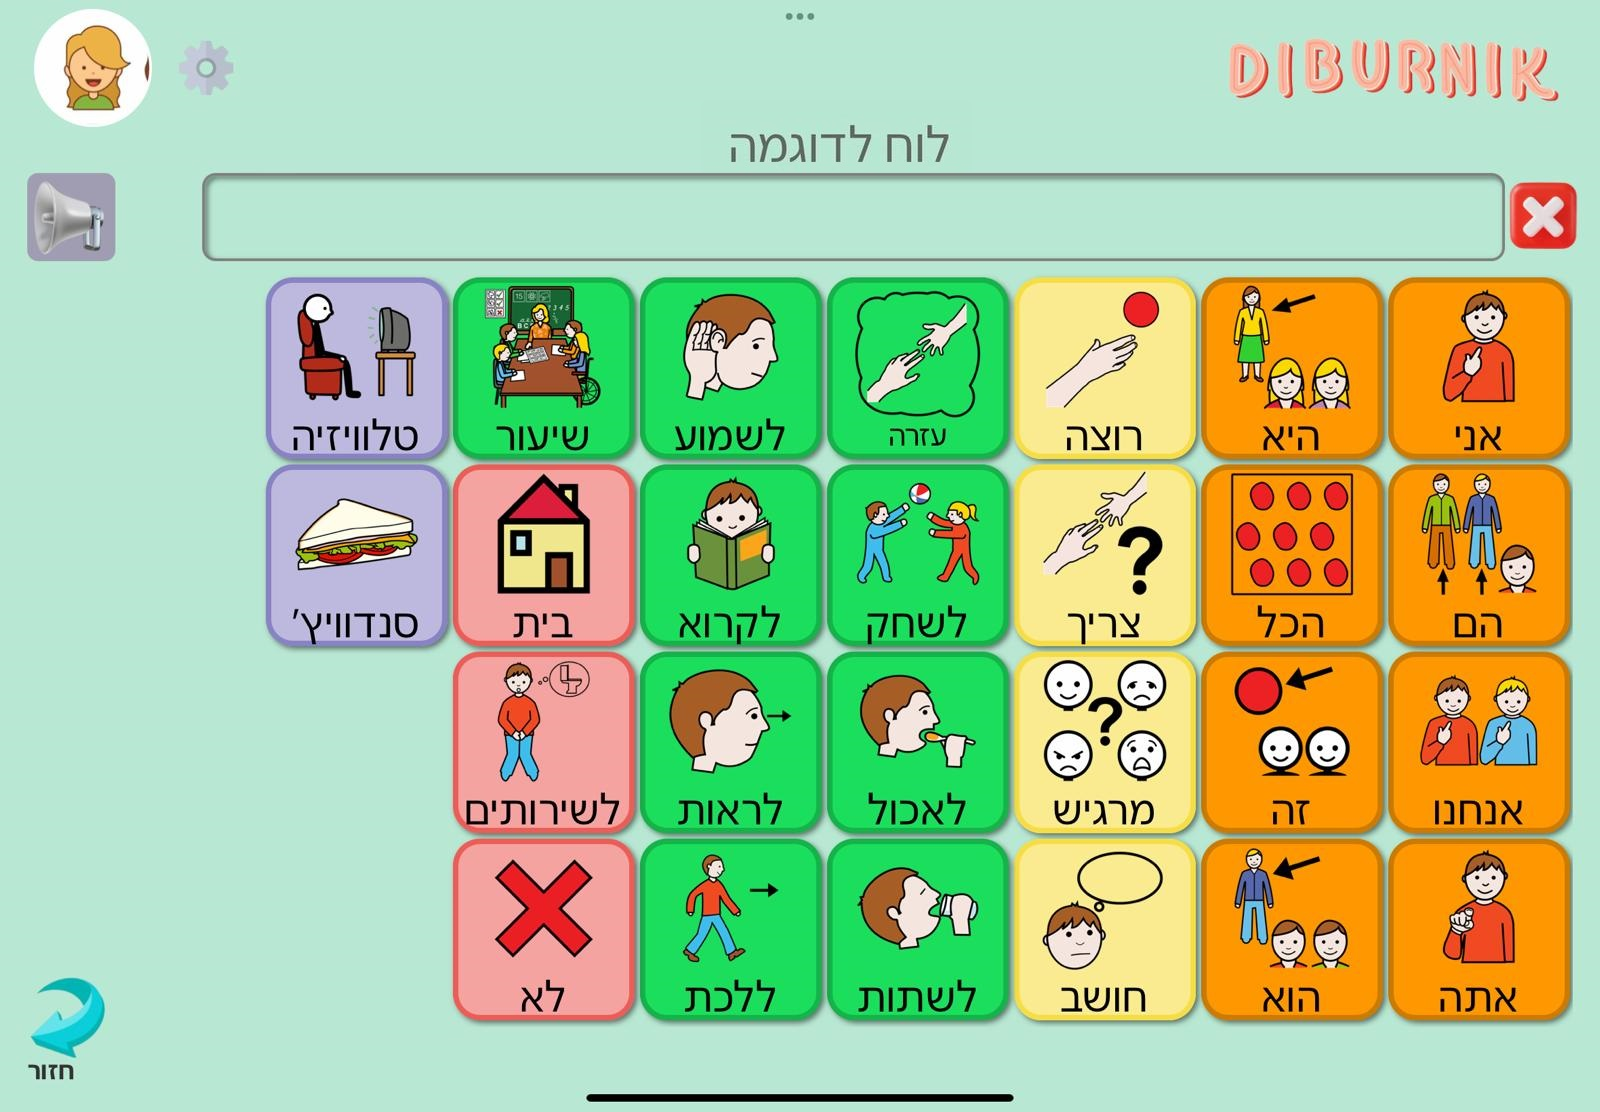 DIBURNIK
לוח לדוגמה
אני
היא
רוצה
עזרה
לשמוע
שיעור
טלוויזיה
הם
הכל
צריך
?
לשחק
לקרוא
בית
סנדוויץ'
אנחנו
זה
מרגיש
?
לאכול
לראות
לשירותים
אתה
הוא
חושב
לשתות
ללכת
לא
חזור